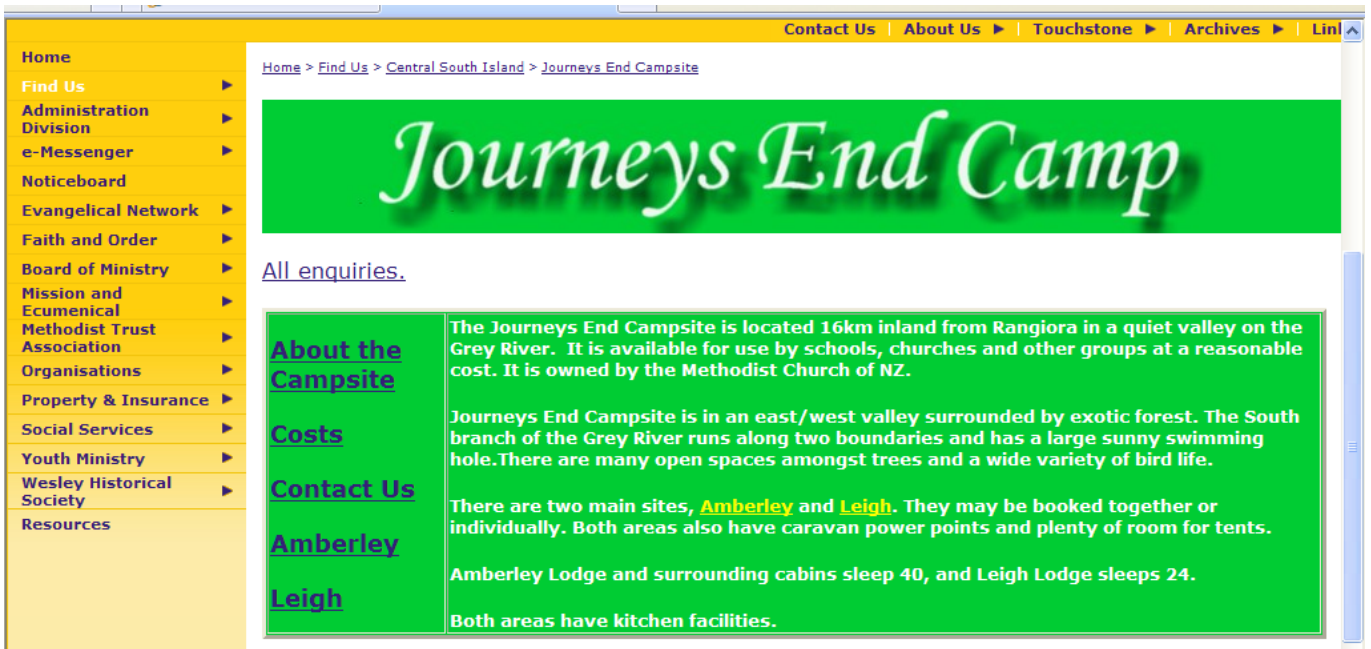 Contact Us | About Us ► | Touchstone ► | Archives ► |
Home
Find Us ►
Administration
Division ►
e-Messenger ►
Noticeboard
Evangelical Network ►
Faith and Order ►
Board of Ministry ►
Mission and
Ecumenical ►
Methodist Trust
Association ►
Organisations ►
Property & Insurance ►
Social Services ►
Youth Ministry ►
Wesley Historical
Society ►
Resources
Home > Find Us > Central South Island > Journeys End Campsite
Journeys End Camp
All enquiries.
About the
Campsite
Costs
Contact Us
Amberley
Leigh
The Journeys End Campsite is located 16km inland from Rangiora in a quiet valley on the
Grey River.  It is available for use by schools, churches and other groups at a reasonable
cost. It is owned by the Methodist Church of NZ.
Journeys End Campsite is in an east/west valley surrounded by exotic forest. The South
branch of the Grey River runs along two boundaries and has a large sunny swimming
hole.There are many open spaces amongst trees and a wide variety of bird life.
There are two main sites, Amberley and Leigh. They may be booked together or
individually. Both areas also have caravan power points and plenty of room for tents.
Amberley Lodge and surrounding cabins sleep 40, and Leigh Lodge sleeps 24.
Both areas have kitchen facilities.